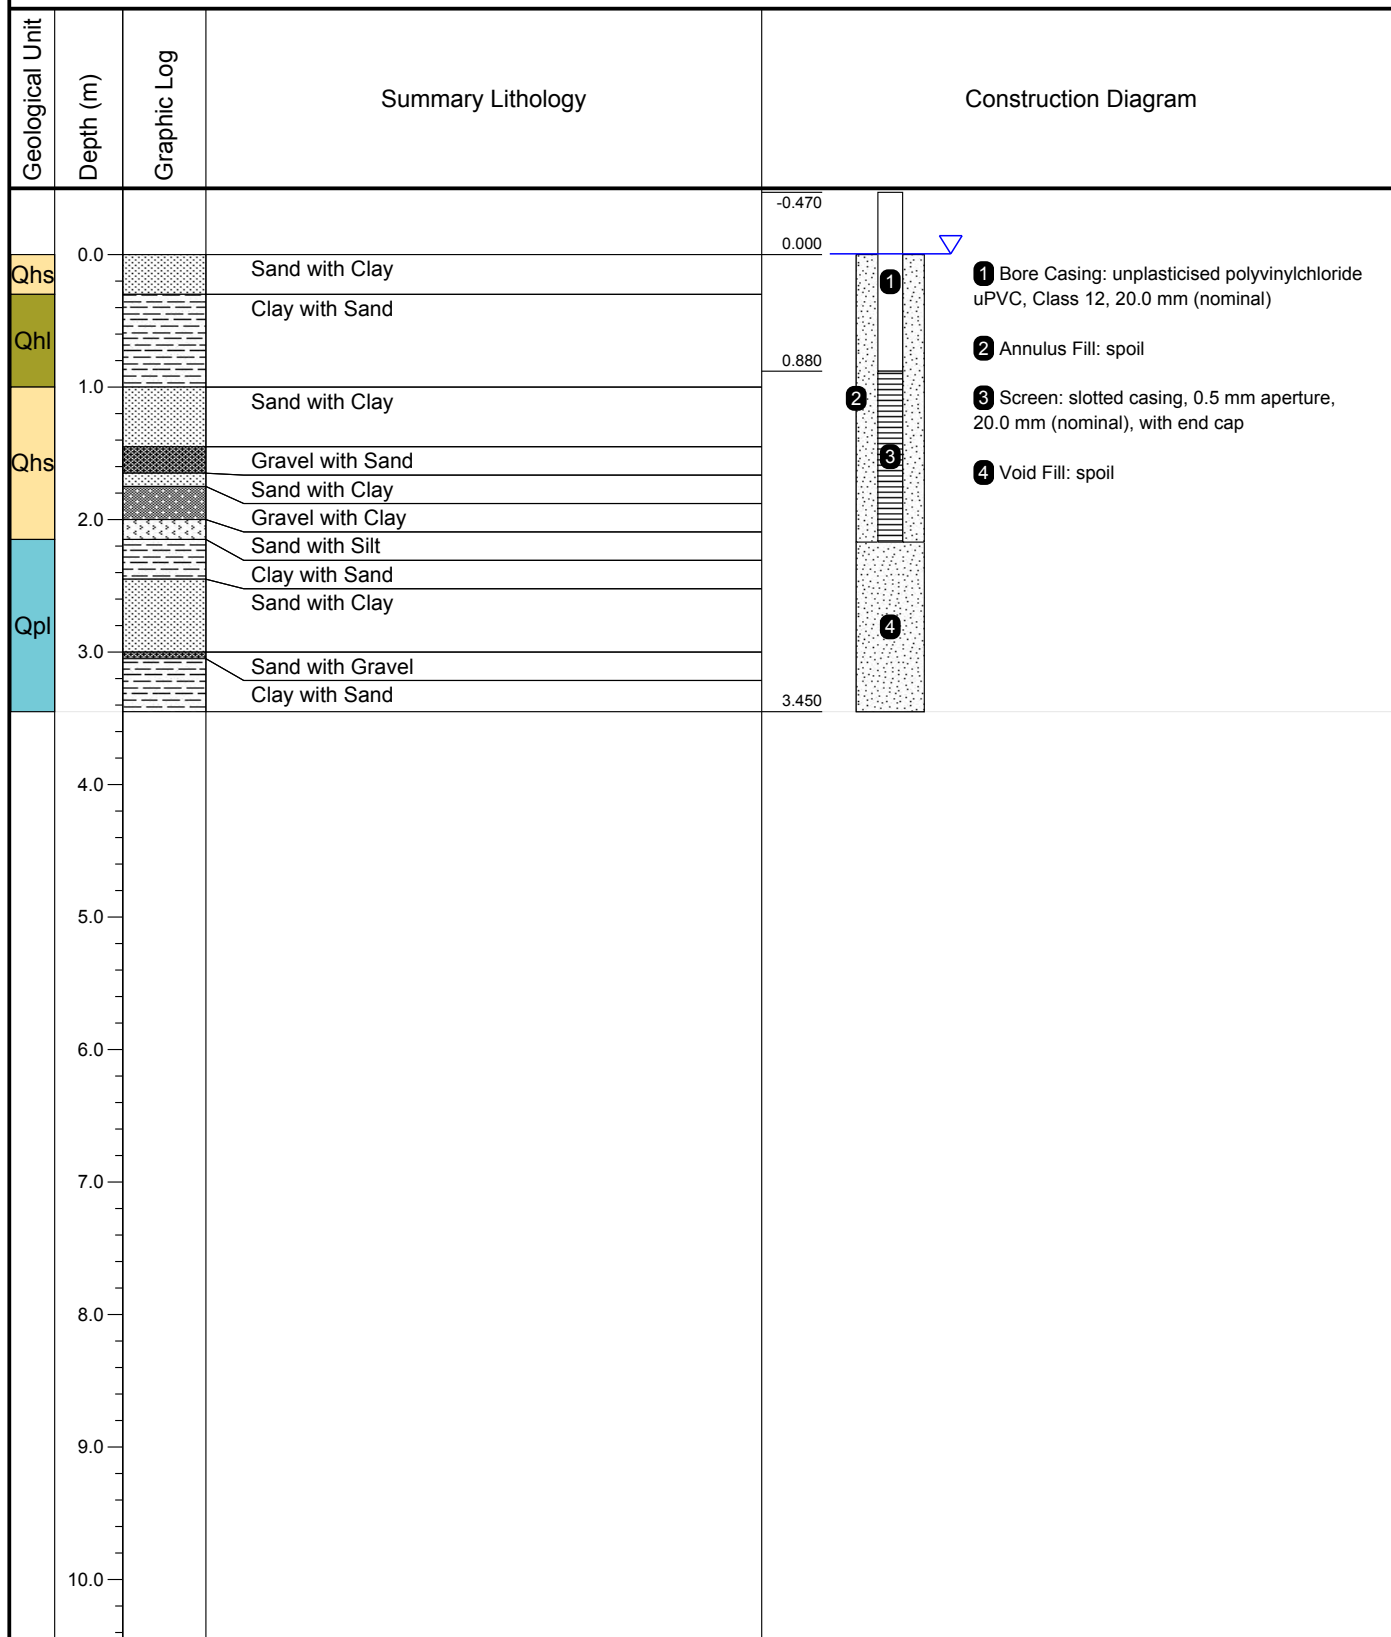 Geological Unit
Depth (m)
Graphic Log
Summary Lithology
Construction Diagram
-0.470
0.000
0.0
Qhs
Sand with Clay
1
1 Bore Casing: unplasticised polyvinylchloride
uPVC, Class 12, 20.0 mm (nominal)
Clay with Sand
Qhl
2 Annulus Fill: spoil
0.880
1.0
Sand with Clay
2
3 Screen: slotted casing, 0.5 mm aperture,
20.0 mm (nominal), with end cap
Qhs
Gravel with Sand
3
4 Void Fill: spoil
Sand with Clay
Gravel with Clay
2.0
Sand with Silt
Clay with Sand
Sand with Clay
Qpl
4
3.0
Sand with Gravel
Clay with Sand
3.450
4.0
5.0
6.0
7.0
8.0
9.0
10.0